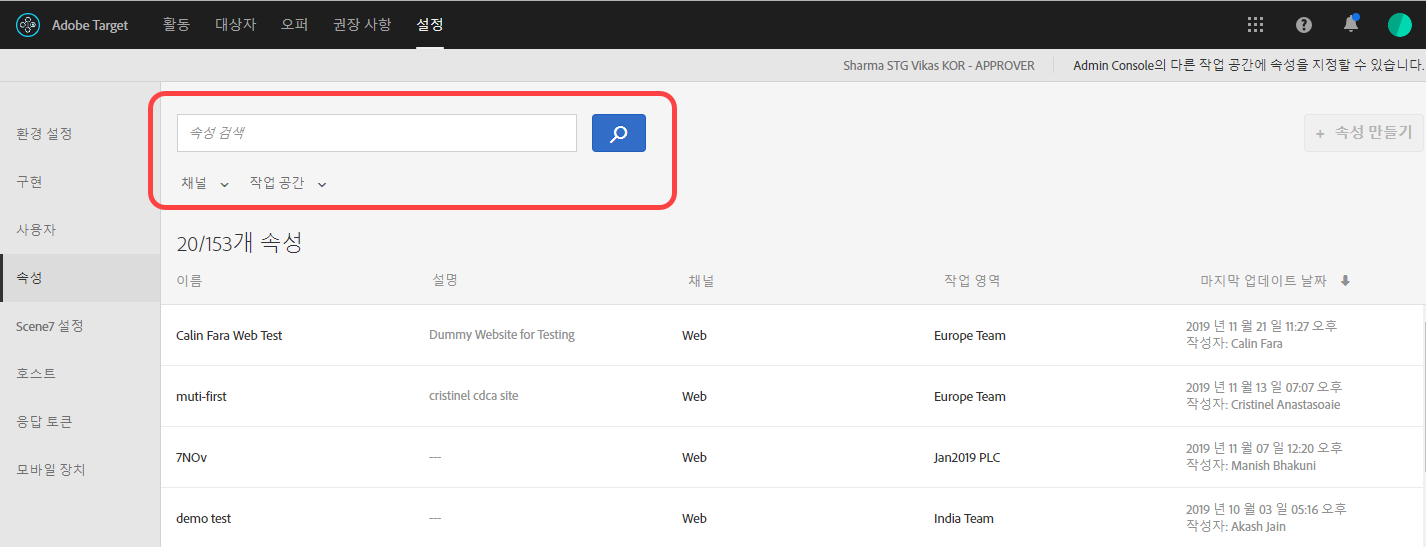 Adobe Target 활동 대상자 오퍼 권장 사항 설정
Sharma STG Vikas KOR - APPROVER Admin Console의 다른 작업 공간에 속성을 지정할 수 있습니다.
환경 설정
구현
사용자
속성
Scene7 설정
호스트
응답 토큰
모바일 장치
속성 검색
+ 속성 만들기
채널 작업 공간
20/153개 속성
이름 설명 채널 작업 영역 마지막 업데이트 날짜
Calin Fara Web Test Dummy Website for Testing Web Europe Team 2019 년 11 월 21 일 11:27 오후
작성자: Calin Fara
muti-first cristinel cdca site Web Europe Team 2019 년 11 월 13 일 07:07 오후
작성자: Cristinel Anastasoaie
7NOv --- Web Jan2019 PLC 2019 년 11 월 07 일 12:20 오후
작성자: Manish Bhakuni
demo test --- Web India Team 2019 년 10 월 03 일 05:16 오후
작성자: Akash Jain